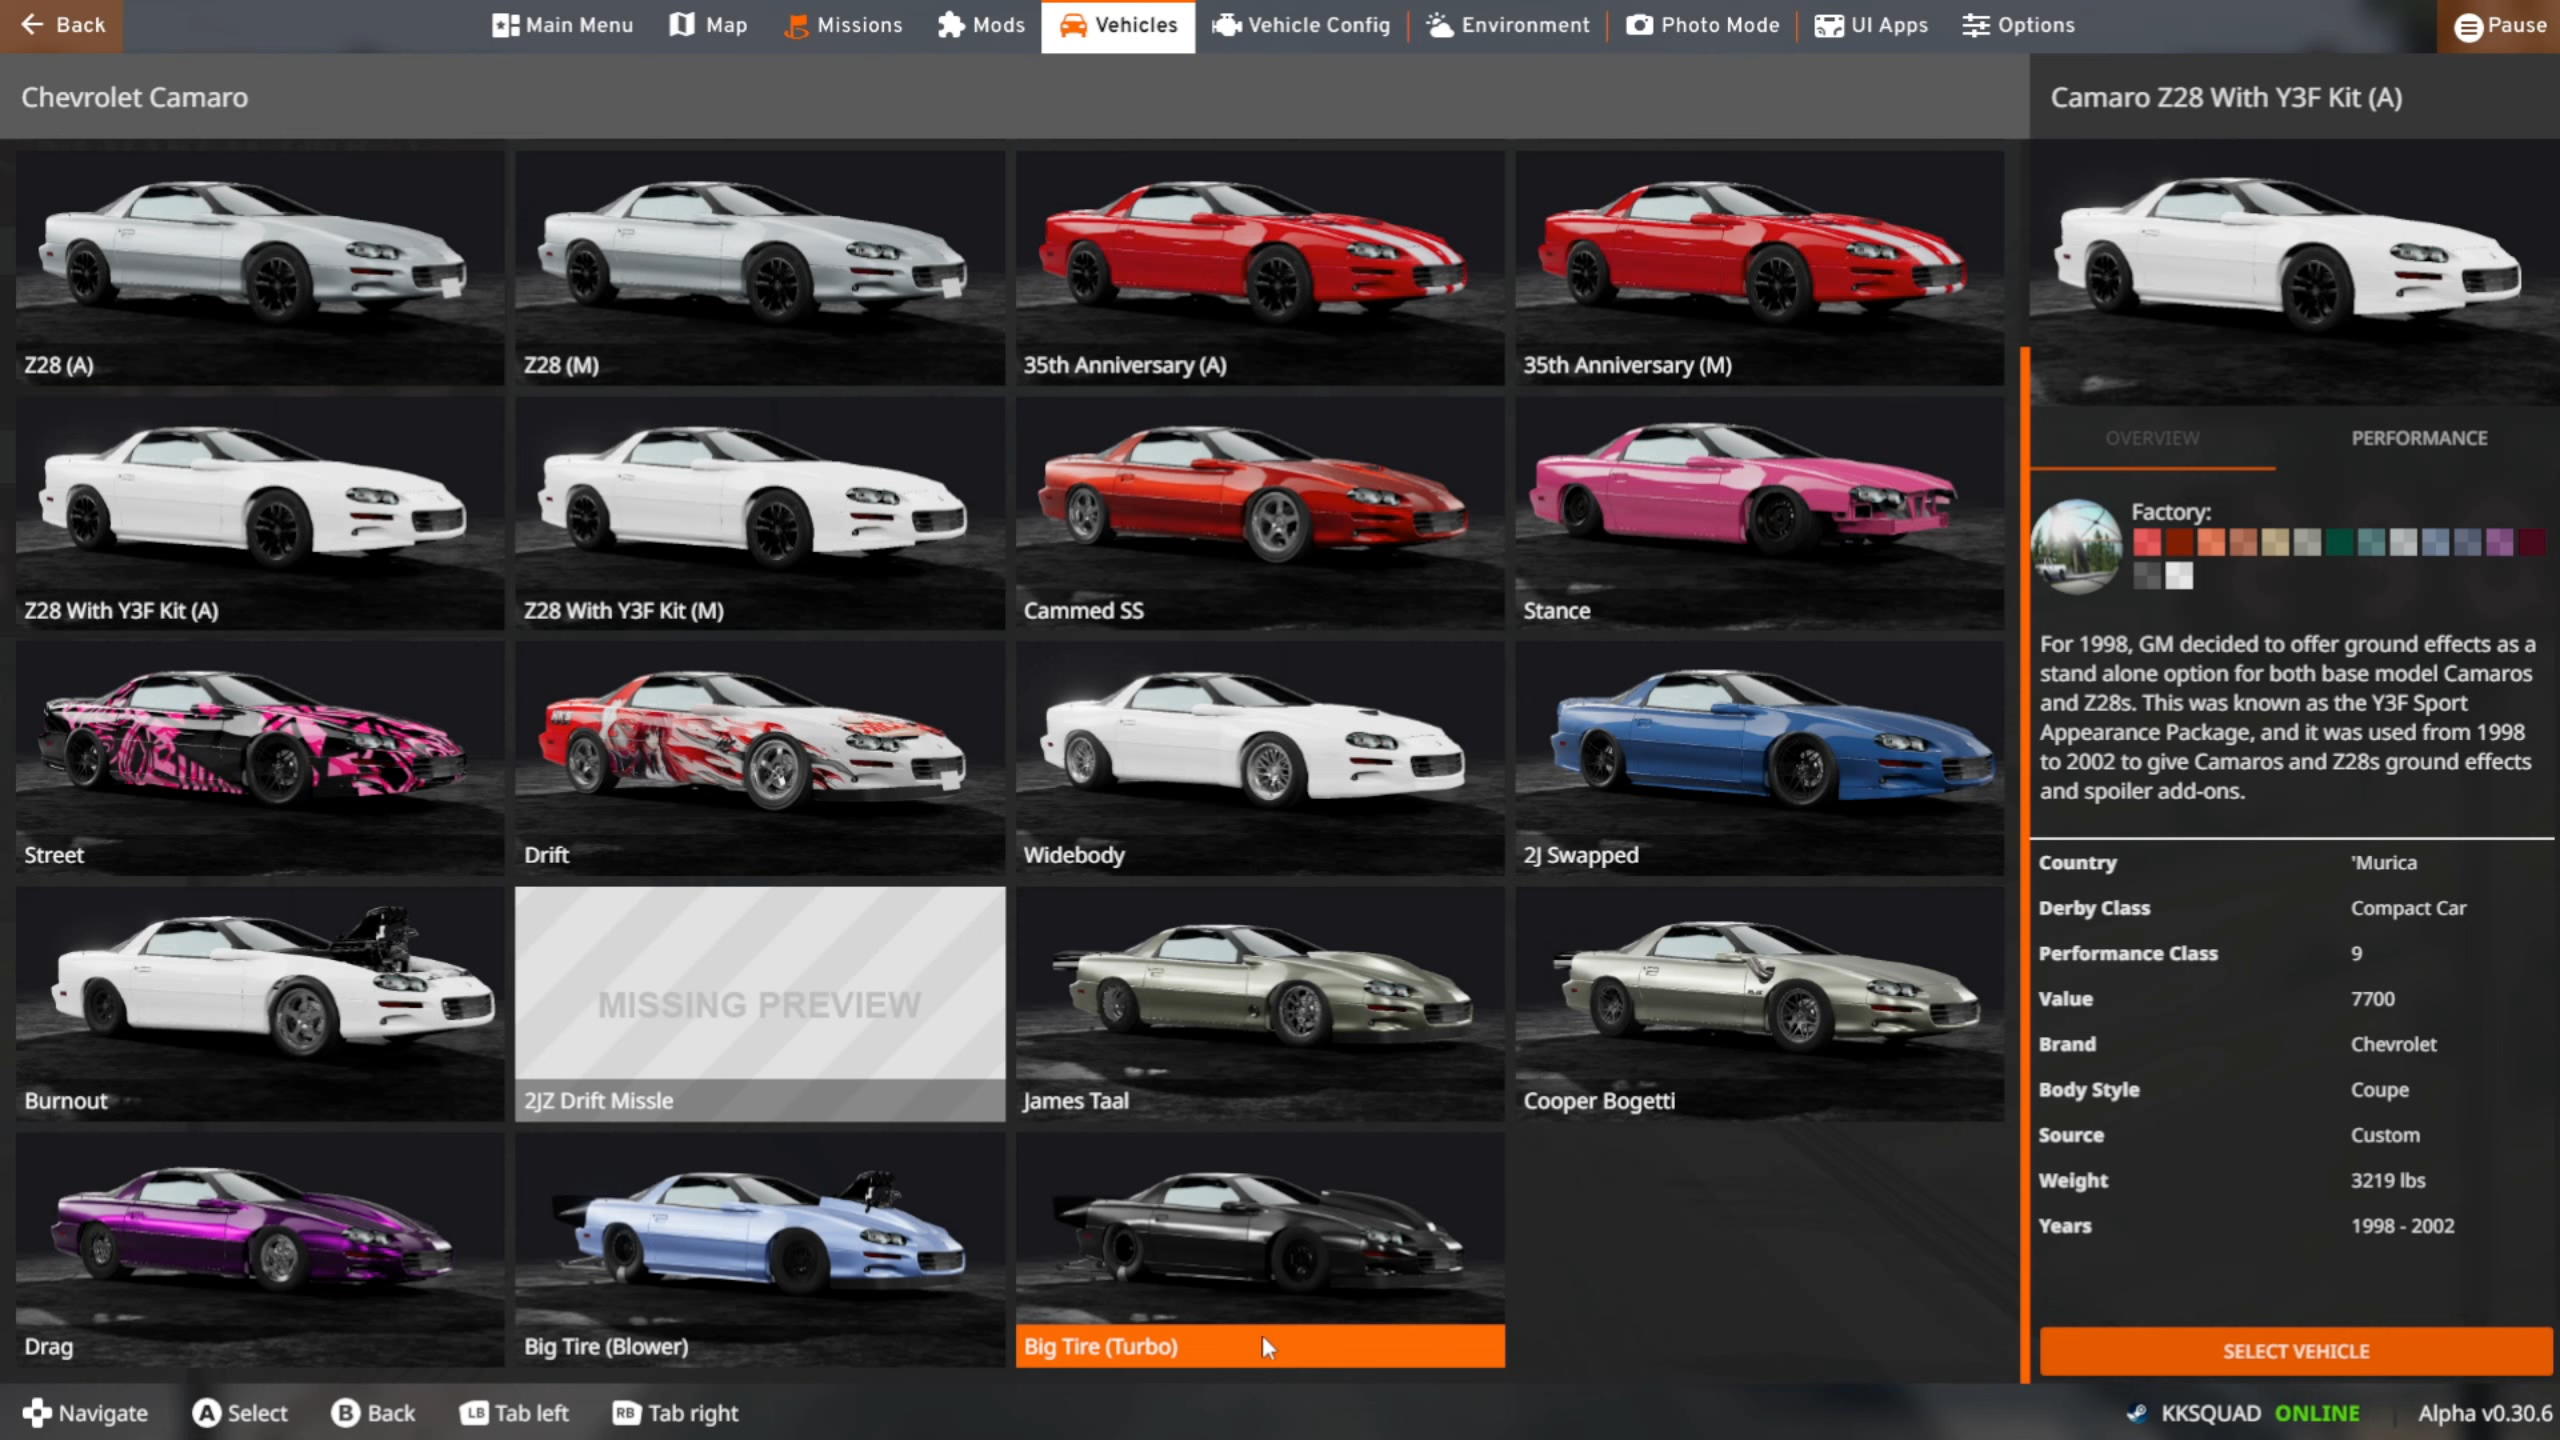 Back
Main Menu
Map
Missions
Mods
Vehicles
Vehicle Config
Environment
Photo Mode
UI Apps
Options
Pause
Chevrolet Camaro
Camaro Z28 With Y3F Kit (A)
Z28 (A)
Z28 (M)
35th Anniversary (A)
35th Anniversary (M)
Z28 With Y3F Kit (A)
Z28 With Y3F Kit (M)
Cammed SS
Stance
Street
Drift
Widebody
2J Swapped
Burnout
MISSING PREVIEW
2JZ Drift Missle
James Taal
Cooper Bogetti
Drag
Big Tire (Blower)
Big Tire (Turbo)
OVERVIEW
PERFORMANCE
Factory:
For 1998, GM decided to offer ground effects as a
stand alone option for both base model Camaros
and Z28s. This was known as the Y3F Sport
Appearance Package, and it was used from 1998
to 2002 to give Camaros and Z28s ground effects
and spoiler add-ons.
Country 'Murica
Derby Class Compact Car
Performance Class 9
Value 7700
Brand Chevrolet
Body Style Coupe
Source Custom
Weight 3219 lbs
Years 1998 - 2002
SELECT VEHICLE
Navigate
A Select
B Back
LB Tab left
RB Tab right
KKSQUAD ONLINE
Alpha v0.30.6